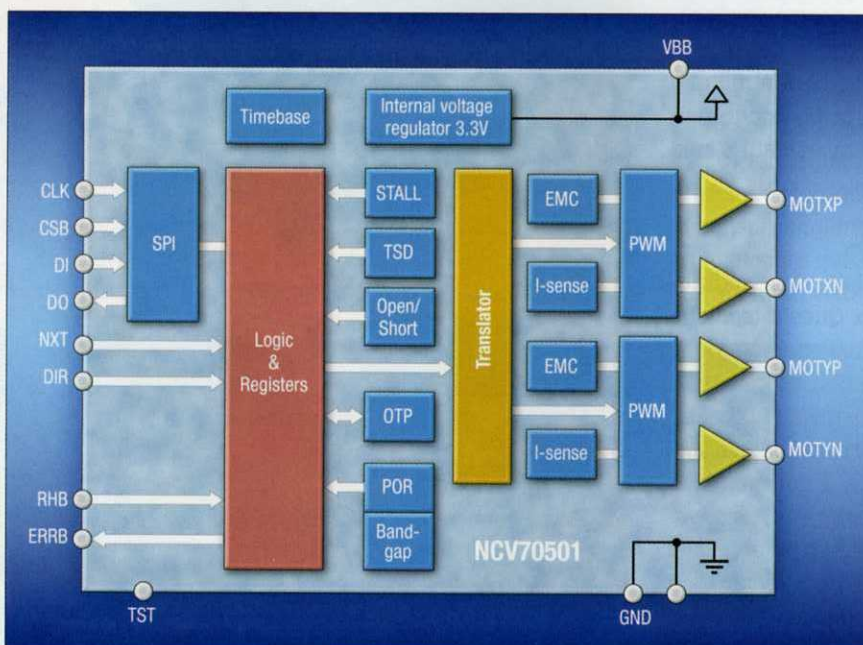 VBB
Timebase
Internal voltage
regulator 3.3V
CLK
CSB
DI
DO
NXT
DIR
RHB
ERRB
SPI
Logic
&
Registers
STALL
TSD
Open/
Short
OTP
POR
Band-
gap
Translator
EMC
I-sense
EMC
I-sense
PWM
PWM
MOTXP
MOTXN
MOTYP
MOTYN
NCV70501
TST
GND